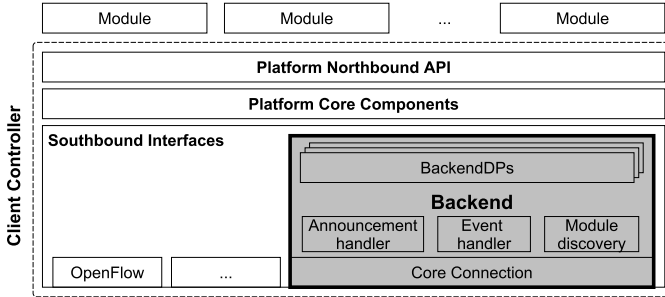 Module
Module
...
Module
Client Controller
Platform Northbound API
Platform Core Components
Southbound Interfaces
BackendDPs
Backend
Announcement
handler
Event
handler
Module
discovery
OpenFlow
...
Core Connection